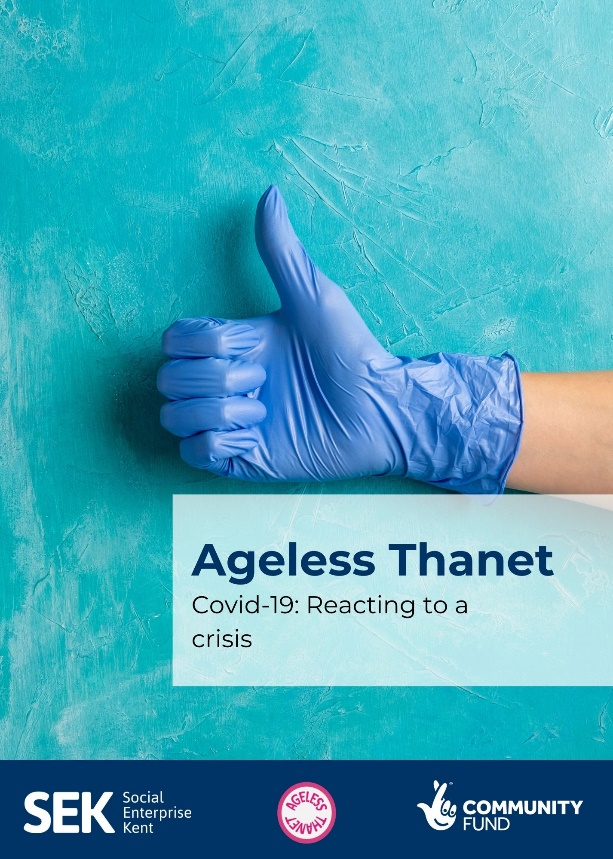 Ageless Thanet
Covid-19: Reacting to a
crisis
SEK
Social
Enterprise
Kent
AGELESS
THANET
COMMUNITY
FUND